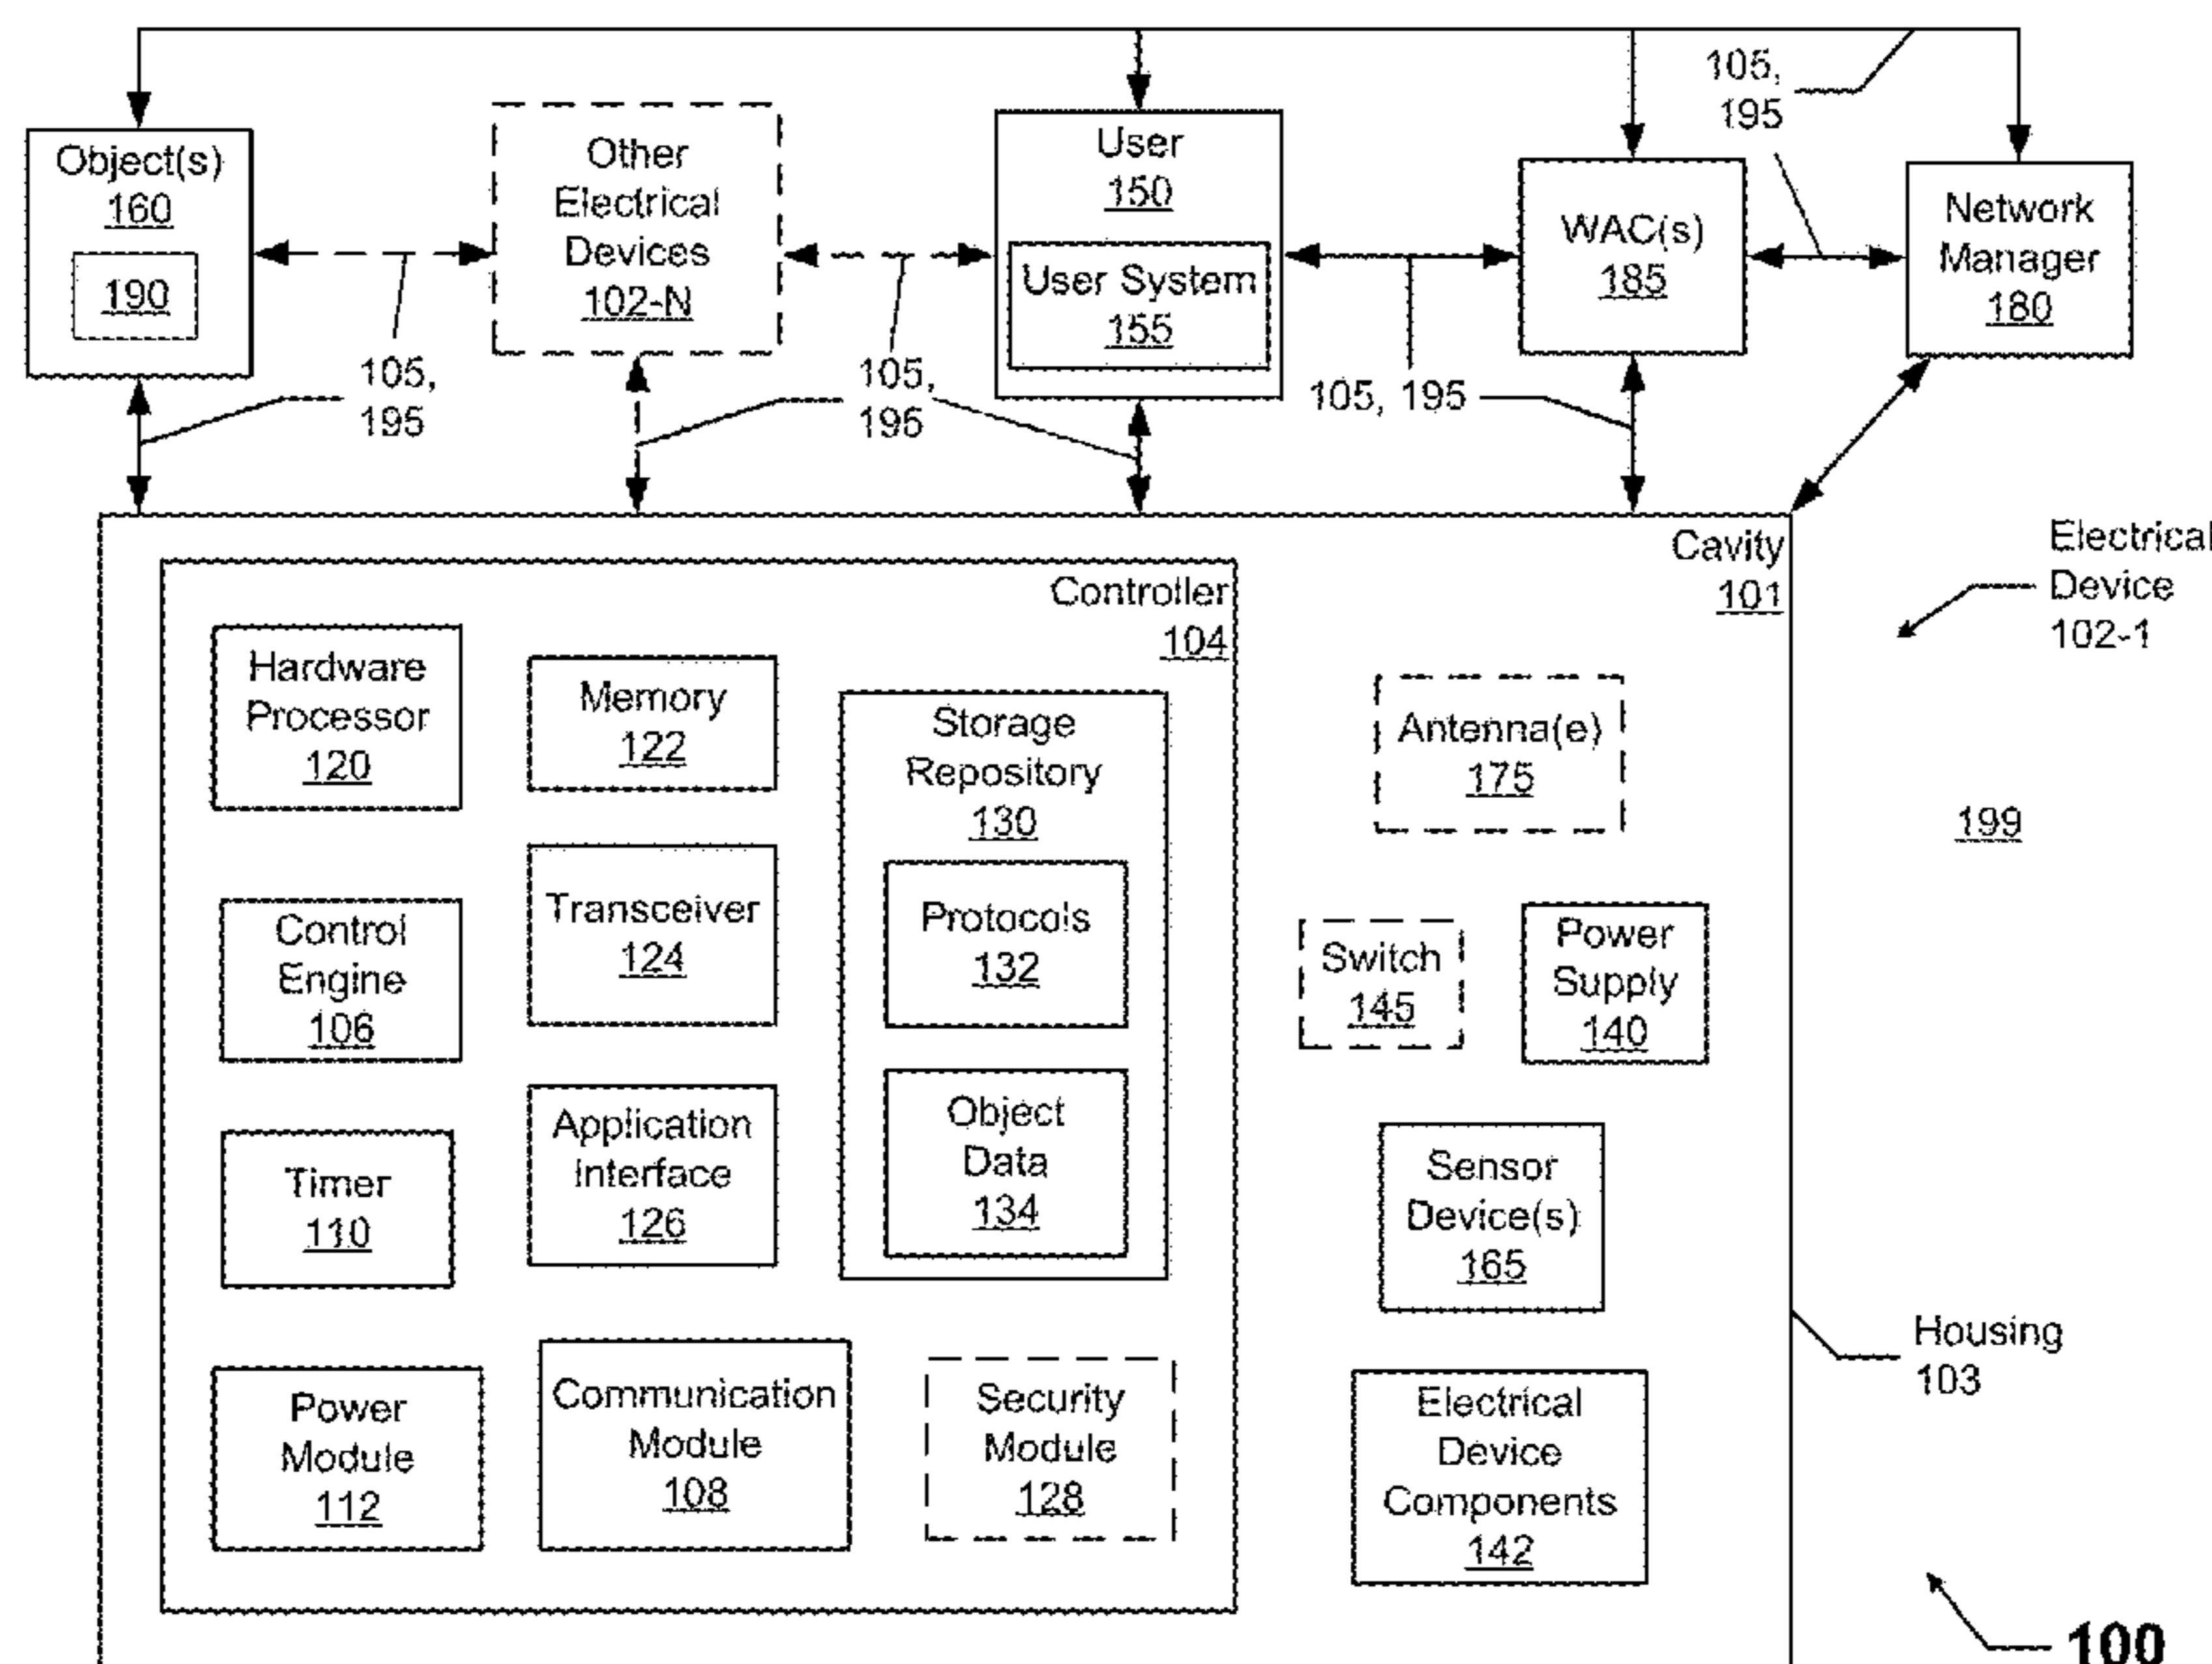 105,
195
Object(s)
160
190
Other
Electrical
Devices
102-N
User
150
User System
155
WAC(s)
185
Network
Manager
180
105,
195
105,
195
105, 195
Cavity
101
Electrical
Device
102-1
Controller
104
Hardware
Processor
120
Memory
122
Storage
Repository
130
Antenna(e)
175
199
Control
Engine
106
Transceiver
124
Protocols
132
Switch
145
Power
Supply
140
Timer
110
Application
Interface
126
Object
Data
134
Sensor
Device(s)
165
Housing
103
Power
Module
112
Communication
Module
108
Security
Module
128
Electrical
Device
Components
142
100